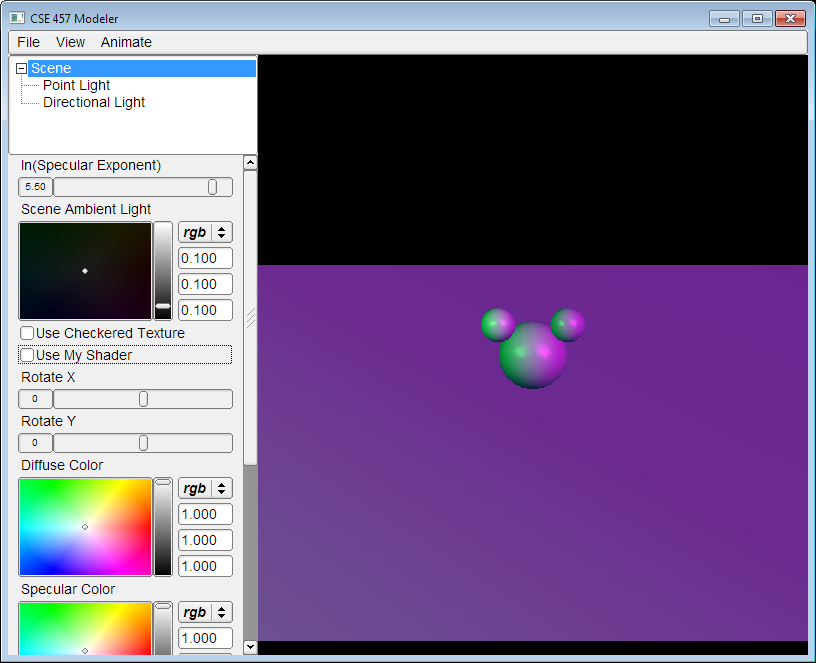 CSE 457 Modeler
File View Animate
Scene
Point Light
Directional Light
ln(Specular Exponent)
5.50
Scene Ambient Light
rgb
0.100
0.100
0.100
Use Checkered Texture
Use My Shader
Rotate X
0
Rotate Y
0
Diffuse Color
rgb
1.000
1.000
1.000
Specular Color
rgb
1.000